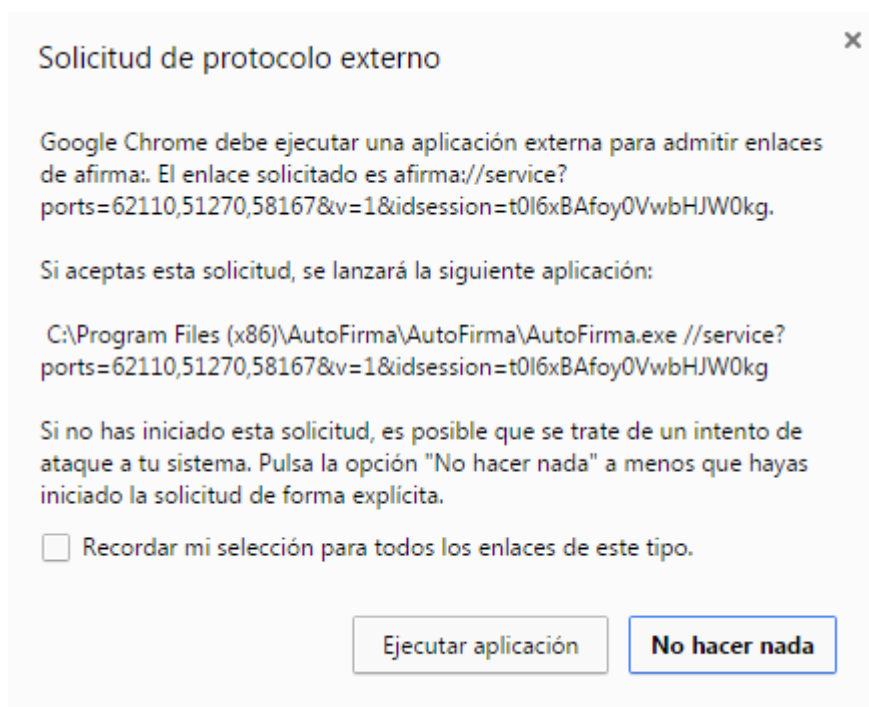 Solicitud de protocolo externo
Google Chrome debe ejecutar una aplicación externa para admitir enlaces
de afirma:. El enlace solicitado es afirma://service?
ports=62110,51270,58167&v=1&idsession=t0I6xBAfoy0VwbHJW0kg.
Si aceptas esta solicitud, se lanzará la siguiente aplicación:
C:\Program Files (x86)\AutoFirma\AutoFirma\AutoFirma.exe //service?
ports=62110,51270,58167&v=1&idsession=t0I6xBAfoy0VwbHJW0kg
Si no has iniciado esta solicitud, es posible que se trate de un intento de
ataque a tu sistema. Pulsa la opción "No hacer nada" a menos que hayas
iniciado la solicitud de forma explícita.
Recordar mi selección para todos los enlaces de este tipo.
Ejecutar aplicación
No hacer nada